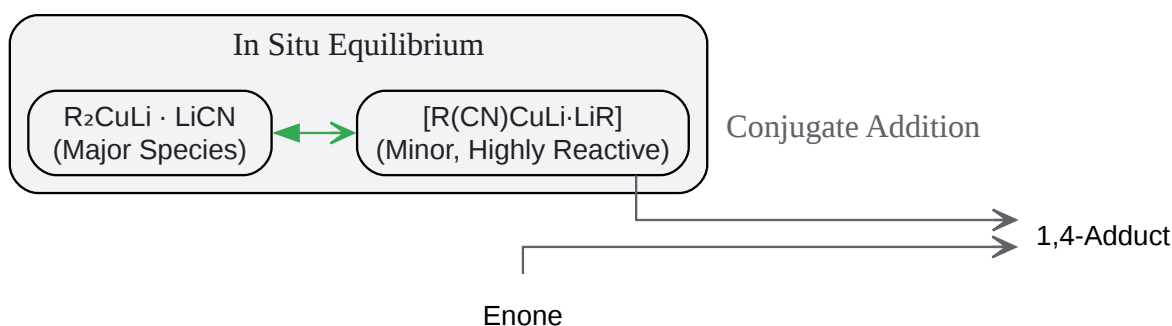 In Situ Equilibrium
R₂CuLi · LiCN
(Major Species)
[R(CN)CuLi·LiR]
(Minor, Highly Reactive)
Conjugate Addition
1,4-Adduct
Enone